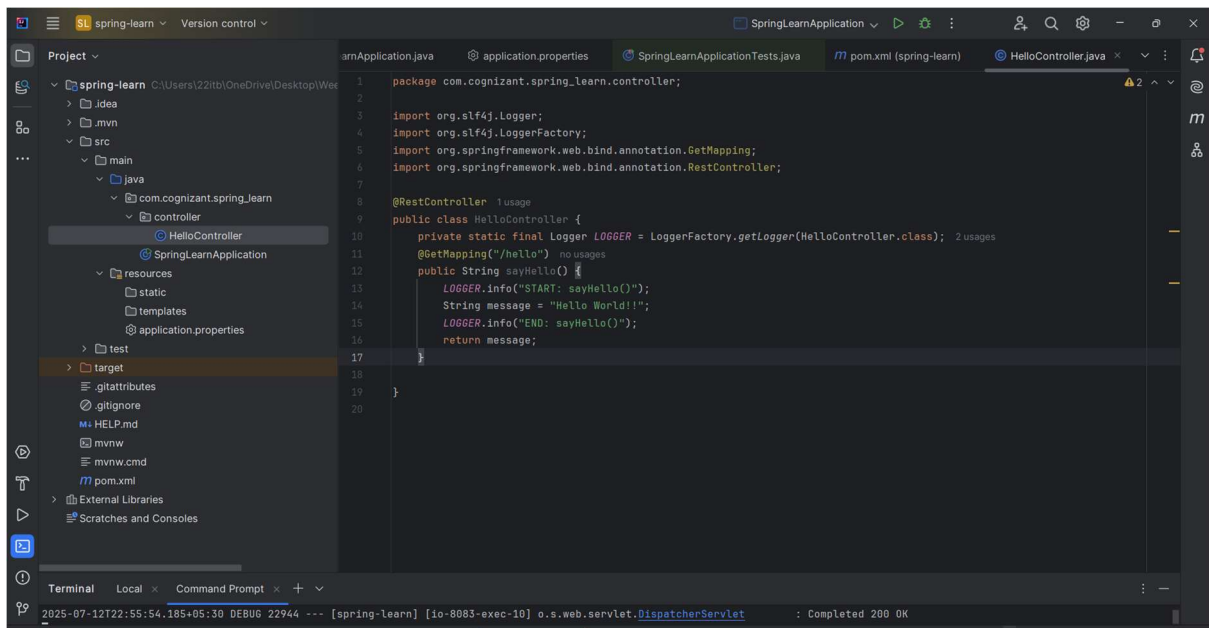 SL spring-learn Version control SpringLearnApplication
Project
arnApplication.java application.properties SpringLearnApplicationTests.java m pom.xml (spring-learn) HelloController.java
spring-learn C:\Users\22itb\OneDrive\Desktop\Wee
.idea
.mvn
src
main
java
com.cognizant.spring_learn
controller
HelloController
SpringLearnApplication
resources
static
templates
application.properties
test
target
.gitattributes
.gitignore
M↓ HELP.md
mvnw
mvnw.cmd
m pom.xml
External Libraries
Scratches and Consoles
1 package com.cognizant.spring_learn.controller;
2
3 import org.slf4j.Logger;
4 import org.slf4j.LoggerFactory;
5 import org.springframework.web.bind.annotation.GetMapping;
6 import org.springframework.web.bind.annotation.RestController;
7
8 @RestController 1 usage
9 public class HelloController {
10 private static final Logger LOGGER = LoggerFactory.getLogger(HelloController.class); 2 usages
11 @GetMapping("/hello") no usages
12 public String sayHello() {
13 LOGGER.info("START: sayHello()");
14 String message = "Hello World!!";
15 LOGGER.info("END: sayHello()");
16 return message;
17 }
18
19 }
20
2
m
Terminal Local Command Prompt
2025-07-12T22:55:54.185+05:30 DEBUG 22944 --- [spring-learn] [io-8083-exec-10] o.s.web.servlet.DispatcherServlet : Completed 200 OK